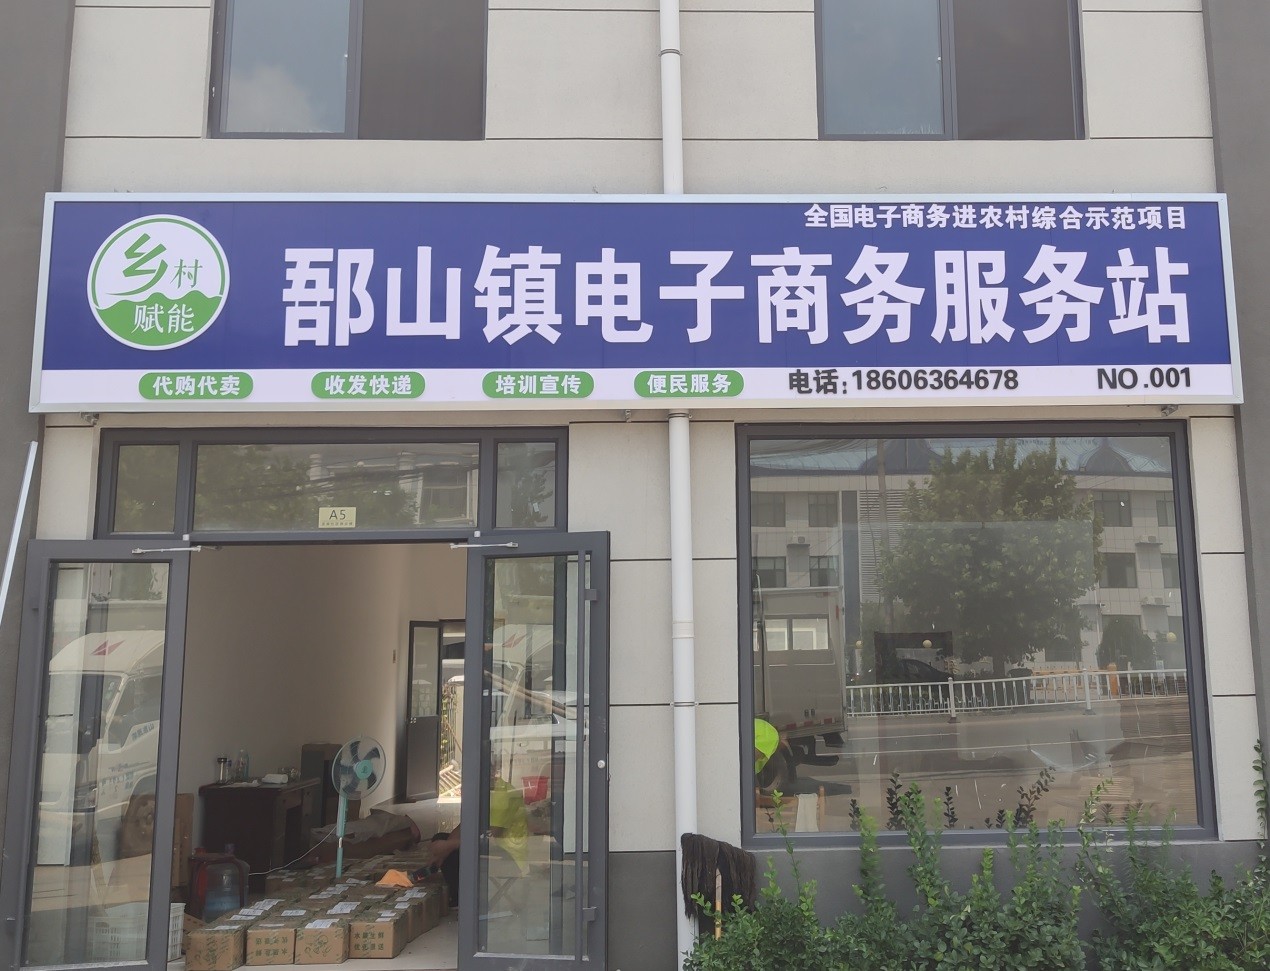 全国电子商务进农村综合示范项目
乡村
赋能
郚山镇电子商务服务站
代购代卖
收发快递
培训宣传
便民服务
电话:18606364678
NO.001
A5